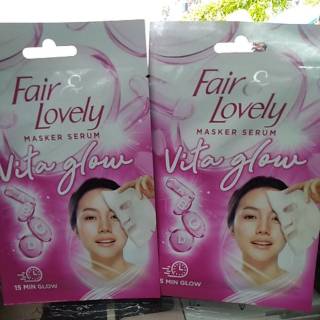 Fair &
Lovely
MASKER SERUM
Vita glow
15 MIN GLOW
Fair &
Lovely
MASKER SERUM
Vita glow
15 MIN GLOW